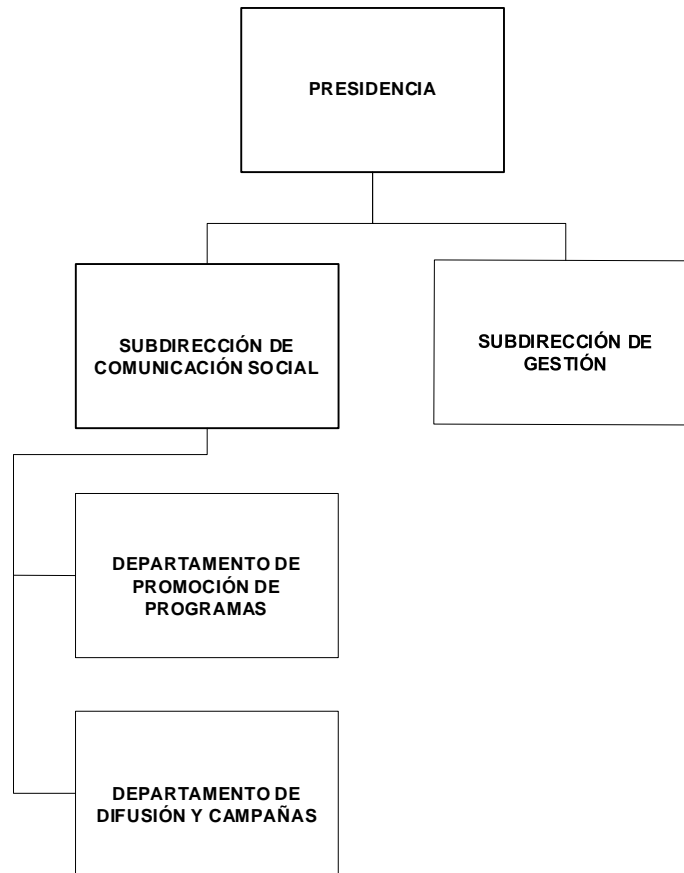 PRESIDENCIA
SUBDIRECCIÓN DE
COMUNICACIÓN SOCIAL
SUBDIRECCIÓN DE
GESTIÓN
DEPARTAMENTO DE
PROMOCIÓN DE
PROGRAMAS
DEPARTAMENTO DE
DIFUSIÓN Y CAMPAÑAS